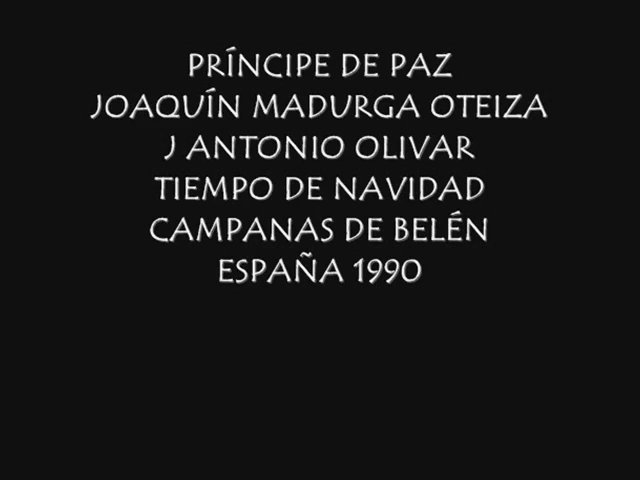 PRÍNCIPE DE PAZ
JOAQUÍN MADURGA OTEIZA
J ANTONIO OLIVAR
TIEMPO DE NAVIDAD
CAMPANAS DE BELÉN
ESPAÑA 1990